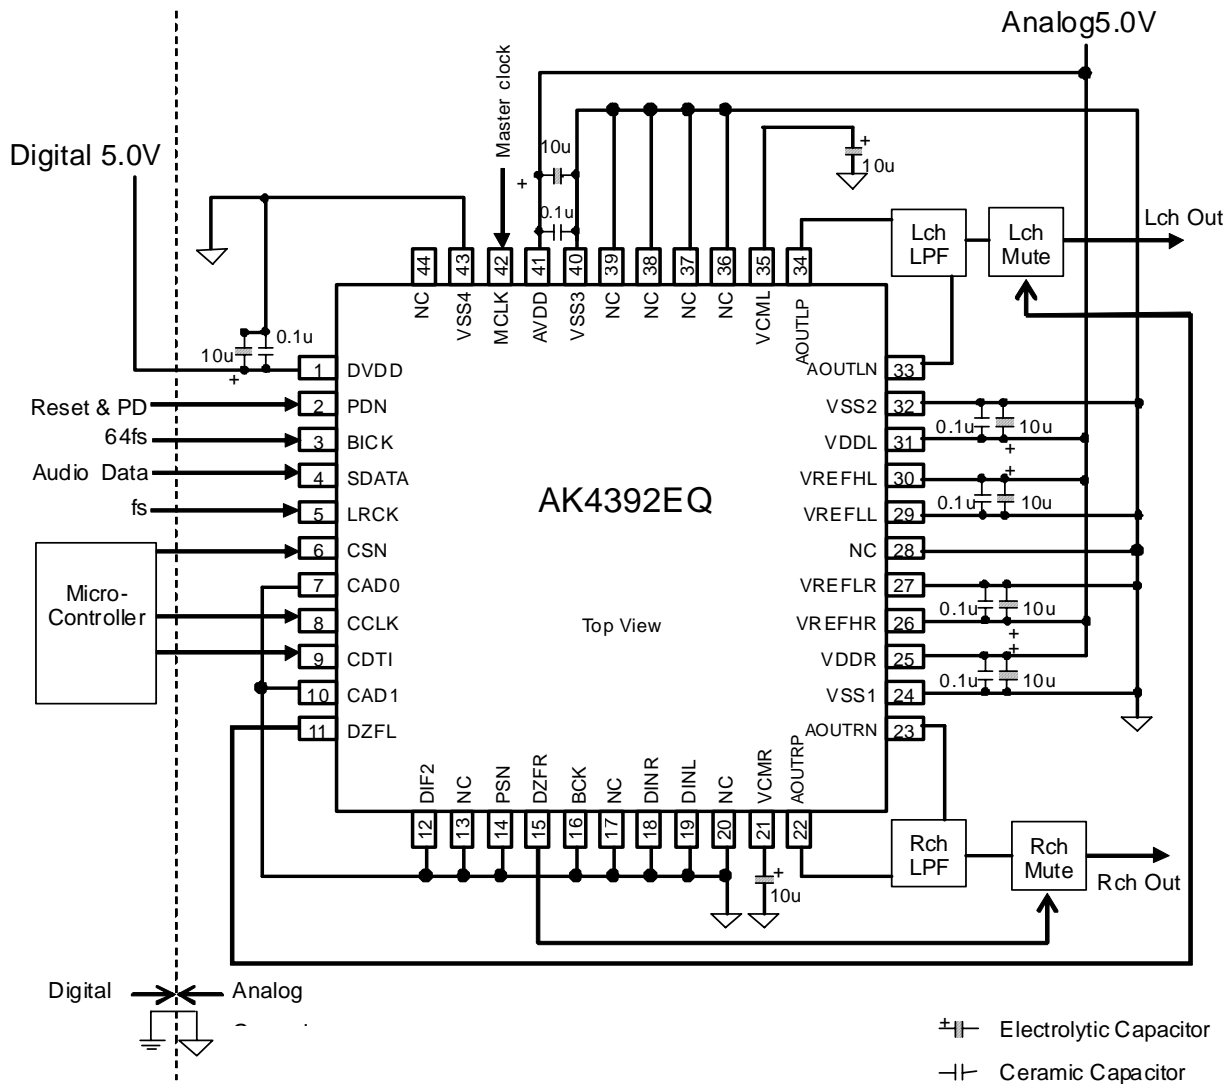 Analog5.0V
Master clock
Digital 5.0V
+
10u
0.1u
+
10u
Lch Out
Lch
LPF
Lch
Mute
44
43
42
41
40
39
38
37
36
35
34
NC
VSS4
MCLK
AVDD
VSS3
NC
NC
NC
NC
VCML
AOUTLP
10u
0.1u
+
1 DVDD
Reset & PD
2 PDN
64fs
3 BICK
Audio Data
4 SDATA
fs
5 LRCK
6 CSN
7 CAD0
Micro-
Controller
8 CCLK
9 CDTI
10 CAD1
11 DZFL
AK4392EQ
Top View
AOUTLN 33
VSS2 32
0.1u
10u
+
VDDL 31
+
VREFHL 30
0.1u
10u
VREFLL 29
NC 28
VREFLR 27
0.1u
10u
VREFHR 26
+
+
VDDR 25
0.1u
10u
VSS1 24
AOUTRN 23
DIF2
NC
PSN
DZFR
BCK
NC
DINR
DINL
NC
VCMR
AOUTRP
12
13
14
15
16
17
18
19
20
21
22
+
10u
Rch
LPF
Rch
Mute
Rch Out
Digital
Analog
+
Electrolytic Capacitor
Ceramic Capacitor